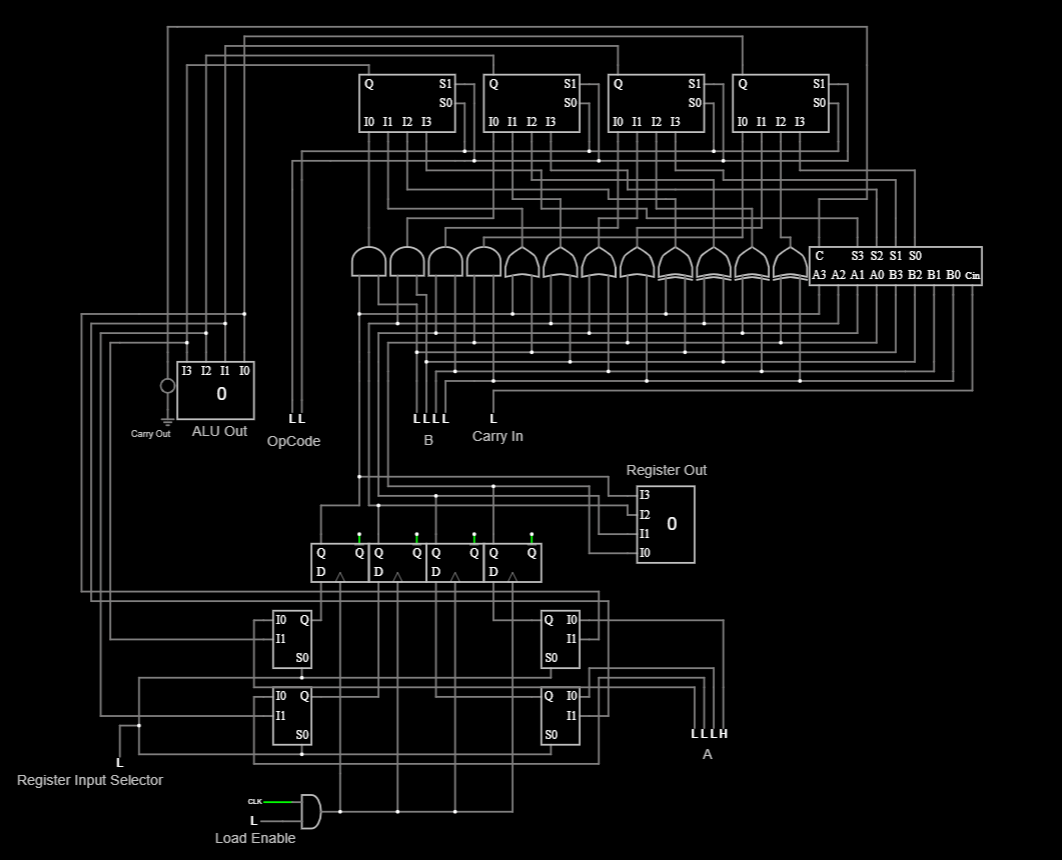 Q S1 Q S1 Q S1 Q S1
S0 S0 S0 S0
I0 I1 I2 I3 I0 I1 I2 I3 I0 I1 I2 I3 I0 I1 I2 I3
C S3 S2 S1 S0
A3 A2 A1 A0 B3 B2 B1 B0 Cin
I3 I2 I1 I0
0
Carry Out
ALU Out
L L
OpCode
L L L L
B
L
Carry In
Register Out
I3
I2
I1
I0
0
Q Q Q Q Q Q Q Q
D D D D
I0 Q
I1
S0
Q I0
I1
S0
I0 Q
I1
S0
Q I0
I1
S0
L L L H
A
L
Register Input Selector
CLK
L
Load Enable